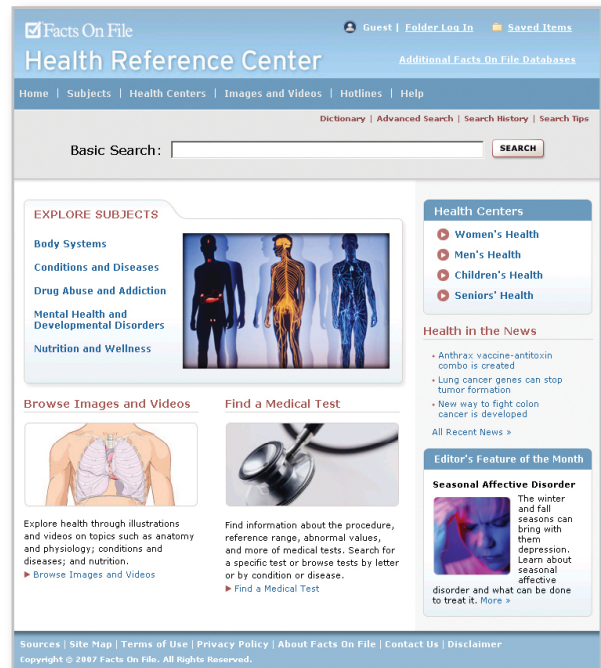 Facts On File
Guest | Folder Log In Saved Items
Health Reference Center
Additional Facts On File Databases
Home | Subjects | Health Centers | Images and Videos | Hotlines | Help
Dictionary | Advanced Search | Search History | Search Tips
Basic Search:
SEARCH
EXPLORE SUBJECTS
Body Systems
Conditions and Diseases
Drug Abuse and Addiction
Mental Health and
Developmental Disorders
Nutrition and Wellness
Browse Images and Videos
Explore health through illustrations
and videos on topics such as anatomy
and physiology; conditions and
diseases; and nutrition.
Browse Images and Videos
Find a Medical Test
Find information about the procedure,
reference range, abnormal values,
and more of medical tests. Search for
a specific test or browse tests by letter
or by condition or disease.
Find a Medical Test
Health Centers
Women's Health
Men's Health
Children's Health
Seniors' Health
Health in the News
• Anthrax vaccine-antitoxin
combo is created
• Lung cancer genes can stop
tumor formation
• New way to fight colon
cancer is developed
All Recent News »
Editor's Feature of the Month
Seasonal Affective Disorder
The winter
and fall
seasons can
bring with
them
depression.
Learn about
seasonal
affective
disorder and what can be done
to treat it. More »
Sources | Site Map | Terms of Use | Privacy Policy | About Facts On File | Contact Us | Disclaimer
Copyright © 2007 Facts On File. All Rights Reserved.